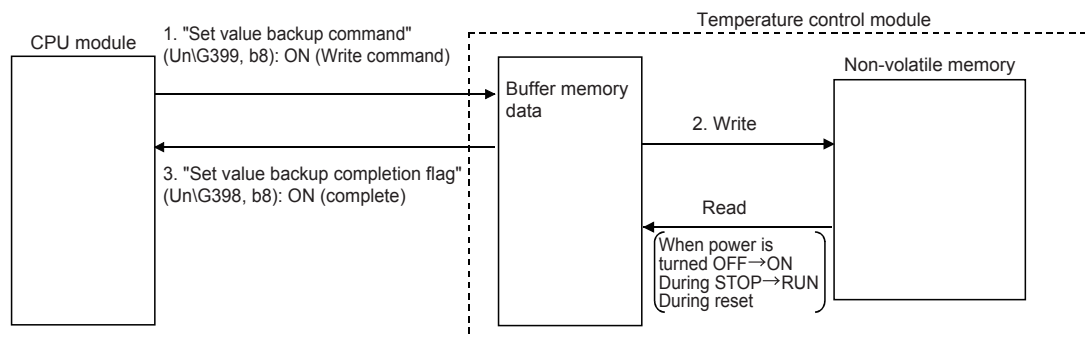 Temperature control module
CPU module
1. "Set value backup command"
(Un\G399, b8): ON (Write command)
Non-volatile memory
Buffer memory
data
2. Write
3. "Set value backup completion flag"
(Un\G398, b8): ON (complete)
Read
When power is
turned OFF→ON
During STOP→RUN
During reset